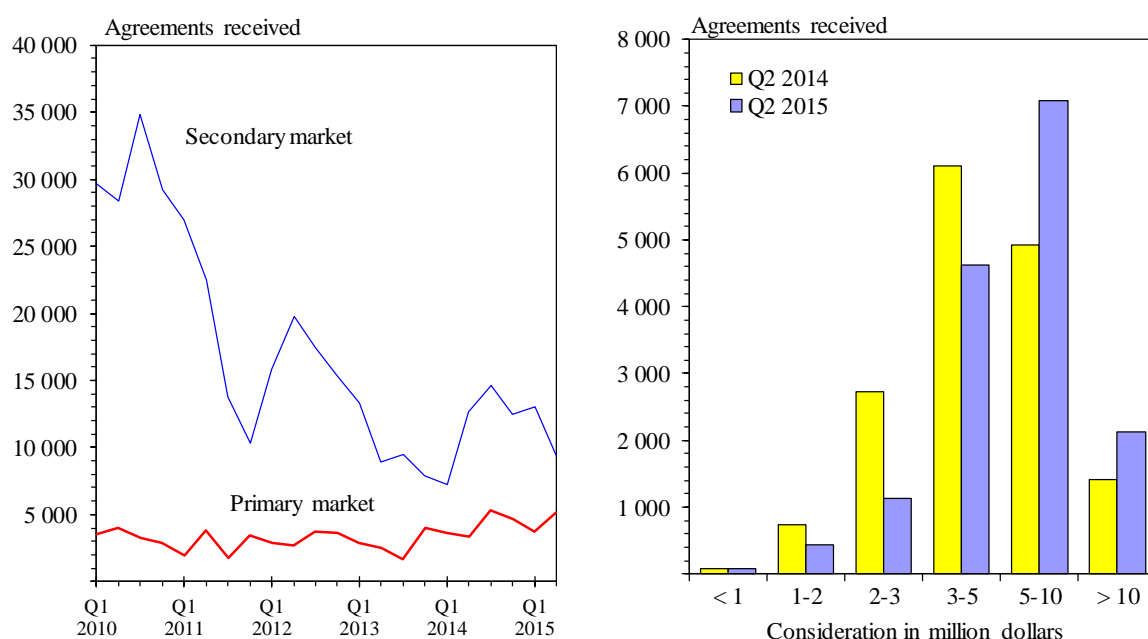 Agreements received
40 000
35 000
30 000
25 000
20 000
15 000
10 000
5 000
Secondary market
Primary market
Q1 Q1 Q1 Q1 Q1 Q1
2010 2011 2012 2013 2014 2015
Agreements received
8 000
7 000
6 000
5 000
4 000
3 000
2 000
1 000
Q2 2014
Q2 2015
< 1 1-2 2-3 3-5 5-10 > 10
Consideration in million dollars